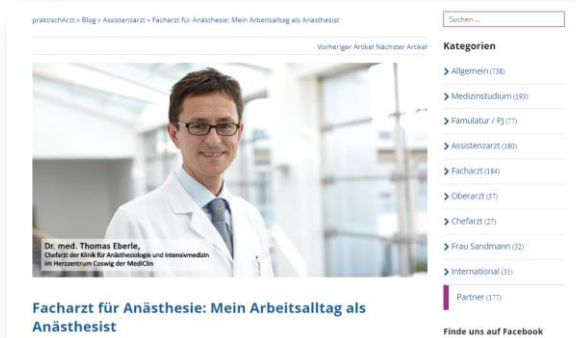 praktischArzt » Blog » Assistenzarzt » Facharzt für Anästhesie: Mein Arbeitsalltag als Anästhesist
Vorheriger Artikel Nächster Artikel
Dr. med. Thomas Eberle,
Chefarzt der Klinik für Anästhesiologie und Intensivmedizin
im Herzzentrum Coswig der MediClin
Facharzt für Anästhesie: Mein Arbeitsalltag als
Anästhesist
Suchen ...
Kategorien
Allgemein (738)
Medizinstudium (193)
Famulatur / PJ (77)
Assistenzarzt (180)
Facharzt (184)
Oberarzt (37)
Chefarzt (27)
Frau Sandmann (32)
International (31)
Partner (177)
Finde uns auf Facebook